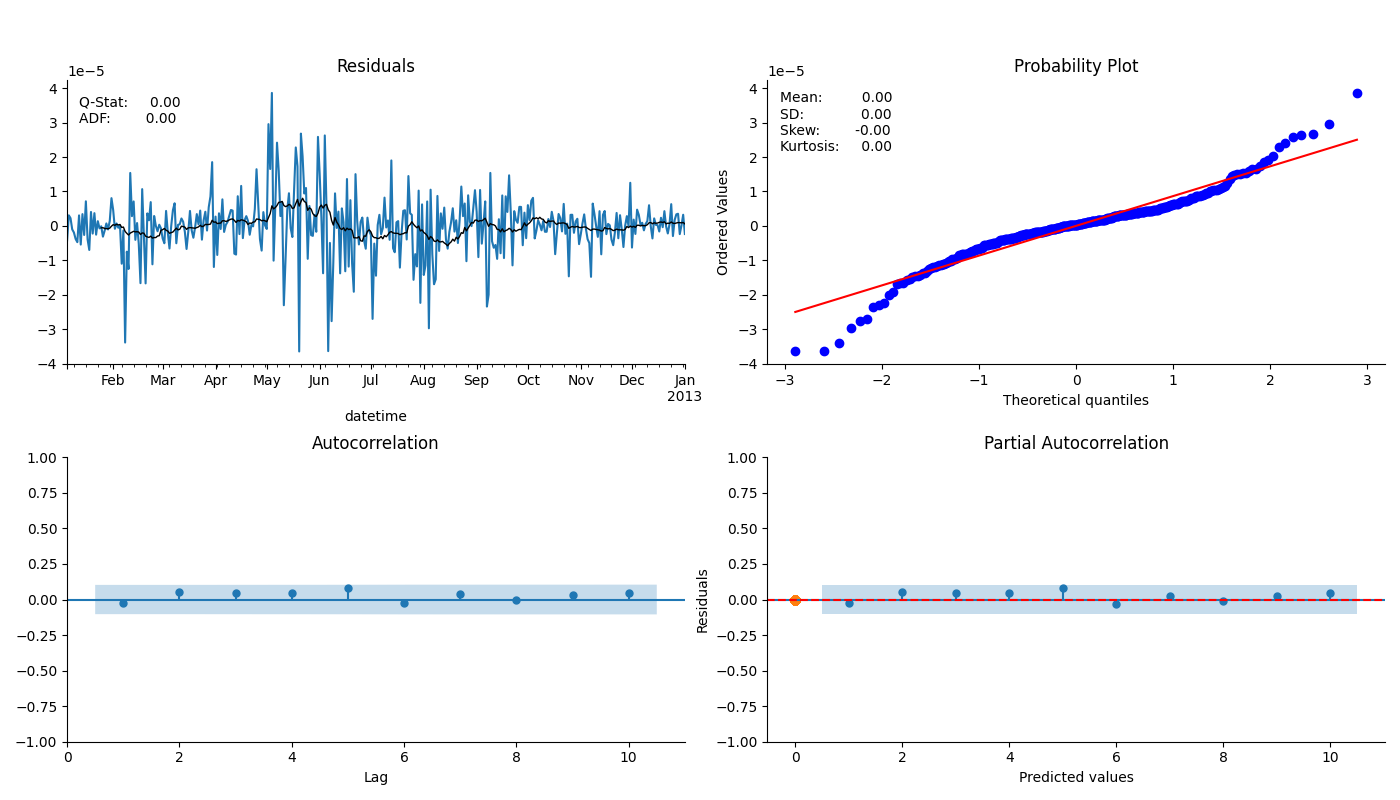 Residuals
1e−5
Q-Stat: 0.00
ADF: 0.00
4
3
2
1
0
−1
−2
−3
−4
Feb Mar Apr May Jun Jul Aug Sep Oct Nov Dec Jan
2013
datetime
Probability Plot
1e−5
Mean: 0.00
SD: 0.00
Skew: -0.00
Kurtosis: 0.00
Ordered Values
4
3
2
1
0
−1
−2
−3
−4
−3 −2 −1 0 1 2 3
Theoretical quantiles
Autocorrelation
1.00
0.75
0.50
0.25
0.00
−0.25
−0.50
−0.75
−1.00
0 2 4 6 8 10
Lag
Partial Autocorrelation
Residuals
1.00
0.75
0.50
0.25
0.00
−0.25
−0.50
−0.75
−1.00
0 2 4 6 8 10
Predicted values